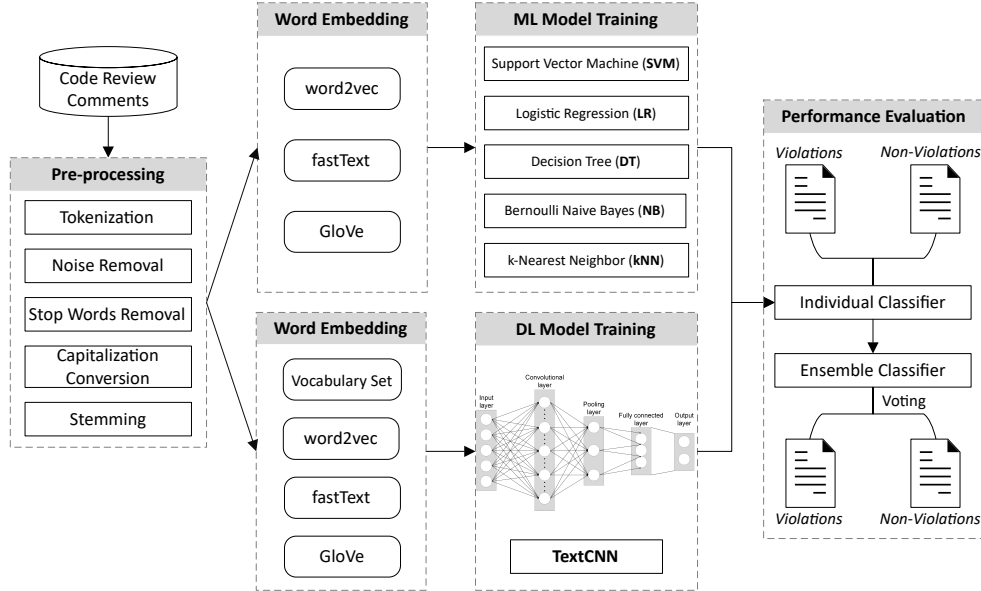 Code Review
Comments
Pre-processing
Tokenization
Noise Removal
Stop Words Removal
Capitalization
Conversion
Stemming
Word Embedding
word2vec
fastText
GloVe
Word Embedding
Vocabulary Set
word2vec
fastText
GloVe
ML Model Training
Support Vector Machine (SVM)
Logistic Regression (LR)
Decision Tree (DT)
Bernoulli Naive Bayes (NB)
k-Nearest Neighbor (kNN)
DL Model Training
Input
layer
Convolutional
layer
Pooling
layer
Fully connected
layer
Output
layer
TextCNN
Performance Evaluation
Violations
Non-Violations
Individual Classifier
Ensemble Classifier
Voting
Violations
Non-Violations